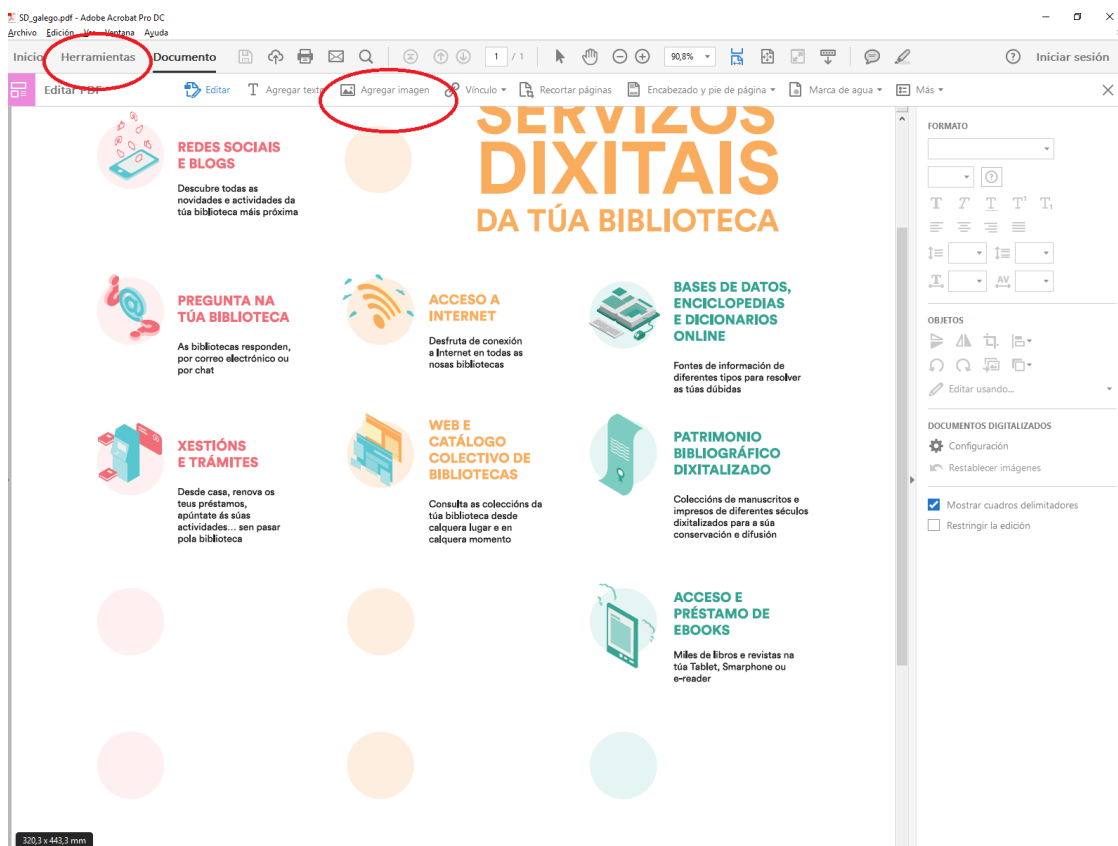 SD_galego.pdf - Adobe Acrobat Pro DC
Archivo Edición Ver Ventana Ayuda
Inicio Herramientas Documento 1 / 1 90,8% Iniciar sesión
Editar PDF Editar Agregar texto Agregar imagen Vínculo Recortar páginas Encabezado y pie de página Marca de agua Más
SERVIZOS
DIXITAIS
DA TÚA BIBLIOTECA
REDES SOCIAIS
E BLOGS
Descubre todas as
novidades e actividades da
túa biblioteca máis próxima
PREGUNTA NA
TÚA BIBLIOTECA
As bibliotecas responden,
por correo electrónico ou
por chat
ACCESO A
INTERNET
Desfruta de conexión
a Internet en todas as
nosas bibliotecas
BASES DE DATOS,
ENCICLOPEDIAS
E DICIONARIOS
ONLINE
Fontes de información de
diferentes tipos para resolver
as túas dúbidas
XESTIÓNS
E TRÁMITES
Desde casa, renova os
teus préstamos,
apúntate ás súas
actividades... sen pasar
pola biblioteca
WEB E
CATÁLOGO
COLECTIVO DE
BIBLIOTECAS
Consulta as coleccións da
túa biblioteca desde
calquera lugar e en
calquera momento
PATRIMONIO
BIBLIOGRÁFICO
DIXITALIZADO
Coleccións de manuscritos e
impresos de diferentes séculos
dixitalizados para a súa
conservación e difusión
ACCESO E
PRÉSTAMO DE
EBOOKS
Miles de libros e revistas na
túa Tablet, Smarphone ou
e-reader
320,3 x 443,3 mm
FORMATO
T T T T¹ T₁
AV
OBJETOS
Editar usando...
DOCUMENTOS DIGITALIZADOS
Configuración
Restablecer imágenes
Mostrar cuadros delimitadores
Restringir la edición